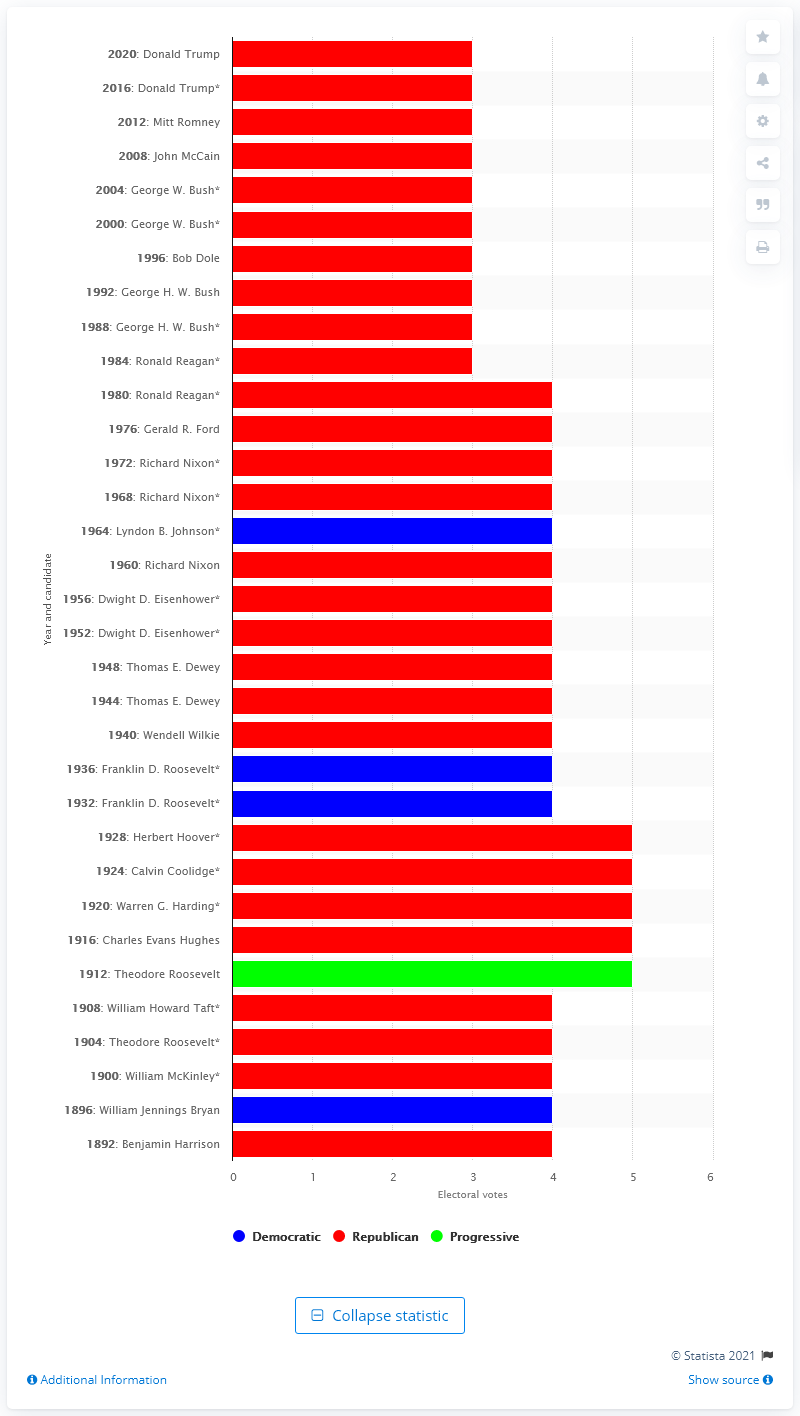 2020: Donald Trump
2016: Donald Trump*
2012: Mitt Romney
2008: John McCain
2004: George W. Bush*
2000: George W. Bush*
1996: Bob Dole
1992: George H. W. Bush
1988: George H. W. Bush*
1984: Ronald Reagan*
1980: Ronald Reagan*
1976: Gerald R. Ford
1972: Richard Nixon*
1968: Richard Nixon*
1964: Lyndon B. Johnson*
1960: Richard Nixon
1956: Dwight D. Eisenhower*
1952: Dwight D. Eisenhower*
1948: Thomas E. Dewey
1944: Thomas E. Dewey
1940: Wendell Wilkie
1936: Franklin D. Roosevelt*
1932: Franklin D. Roosevelt*
1928: Herbert Hoover*
1924: Calvin Coolidge*
1920: Warren G. Harding*
1916: Charles Evans Hughes
1912: Theodore Roosevelt
1908: William Howard Taft*
1904: Theodore Roosevelt*
1900: William McKinley*
1896: William Jennings Bryan
1892: Benjamin Harrison
Year and candidate
0 1 2 3 4 5 6
Electoral votes
Democratic Republican Progressive
Collapse statistic
© Statista 2021
Additional Information
Show source